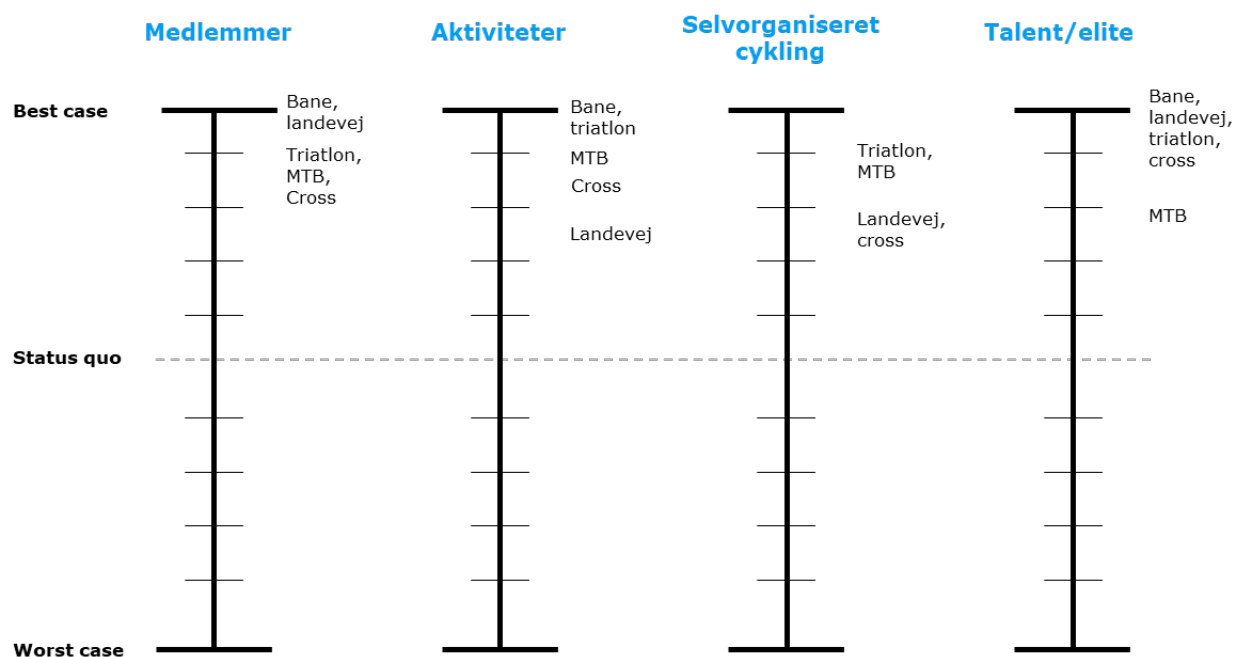 Medlemmer
Aktiviteter
Selvorganiseret
cykling
Talent/elite
Best case
Bane,
landevej
Triatlon,
MTB,
Cross
Bane,
triatlon
MTB
Cross
Landevej
Triatlon,
MTB
Landevej,
cross
Bane,
landevej,
triatlon,
cross
MTB
Status quo
Worst case